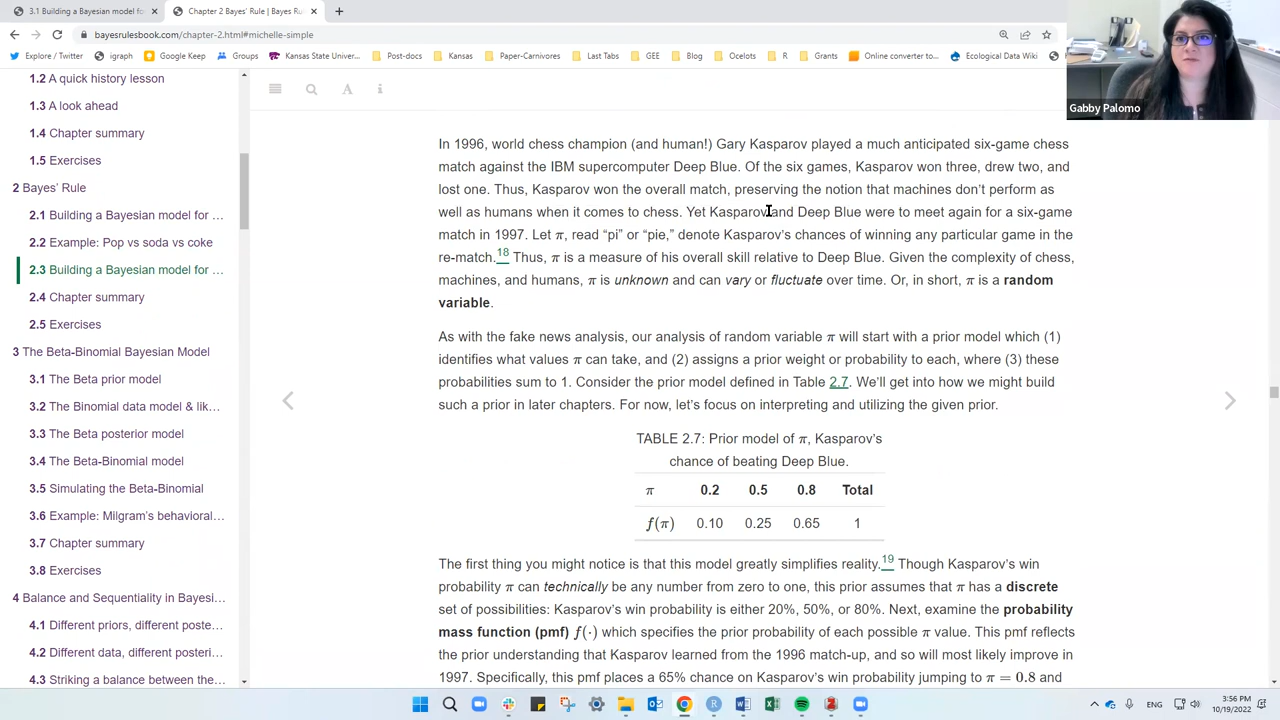 3.1 Building a Bayesian model for
Chapter 2 Bayes' Rule | Bayes Ru
bayesrulesbook.com/chapter-2.html#michelle-simple
Explore / Twitter
igraph
Google Keep
Groups
Kansas State Univer...
Post-docs
Kansas
Paper-Carnivores
Last Tabs
GEE
Blog
Ocelots
R
Grants
Online converter to...
Ecological Data Wiki
Gabby Palomo
1.2 A quick history lesson
1.3 A look ahead
1.4 Chapter summary
1.5 Exercises
2 Bayes' Rule
2.1 Building a Bayesian model for ...
2.2 Example: Pop vs soda vs coke
2.3 Building a Bayesian model for ...
2.4 Chapter summary
2.5 Exercises
3 The Beta-Binomial Bayesian Model
3.1 The Beta prior model
3.2 The Binomial data model & lik...
3.3 The Beta posterior model
3.4 The Beta-Binomial model
3.5 Simulating the Beta-Binomial
3.6 Example: Milgram's behavioral...
3.7 Chapter summary
3.8 Exercises
4 Balance and Sequentiality in Bayesi...
4.1 Different priors, different poste...
4.2 Different data, different posteri...
4.3 Striking a balance between the...
In 1996, world chess champion (and human!) Gary Kasparov played a much anticipated six-game chess
match against the IBM supercomputer Deep Blue. Of the six games, Kasparov won three, drew two, and
lost one. Thus, Kasparov won the overall match, preserving the notion that machines don't perform as
well as humans when it comes to chess. Yet Kasparov and Deep Blue were to meet again for a six-game
match in 1997. Let π, read "pi" or "pie," denote Kasparov's chances of winning any particular game in the
re-match.18 Thus, π is a measure of his overall skill relative to Deep Blue. Given the complexity of chess,
machines, and humans, π is unknown and can vary or fluctuate over time. Or, in short, π is a random
variable.
As with the fake news analysis, our analysis of random variable π will start with a prior model which (1)
identifies what values π can take, and (2) assigns a prior weight or probability to each, where (3) these
probabilities sum to 1. Consider the prior model defined in Table 2.7. We'll get into how we might build
such a prior in later chapters. For now, let's focus on interpreting and utilizing the given prior.
TABLE 2.7: Prior model of π, Kasparov's
chance of beating Deep Blue.
π 0.2 0.5 0.8 Total
f(π) 0.10 0.25 0.65 1
The first thing you might notice is that this model greatly simplifies reality.19 Though Kasparov's win
probability π can technically be any number from zero to one, this prior assumes that π has a discrete
set of possibilities: Kasparov's win probability is either 20%, 50%, or 80%. Next, examine the probability
mass function (pmf) f(·) which specifies the prior probability of each possible π value. This pmf reflects
the prior understanding that Kasparov learned from the 1996 match-up, and so will most likely improve in
1997. Specifically, this pmf places a 65% chance on Kasparov's win probability jumping to π = 0.8 and
ENG
3:56 PM
10/19/2022